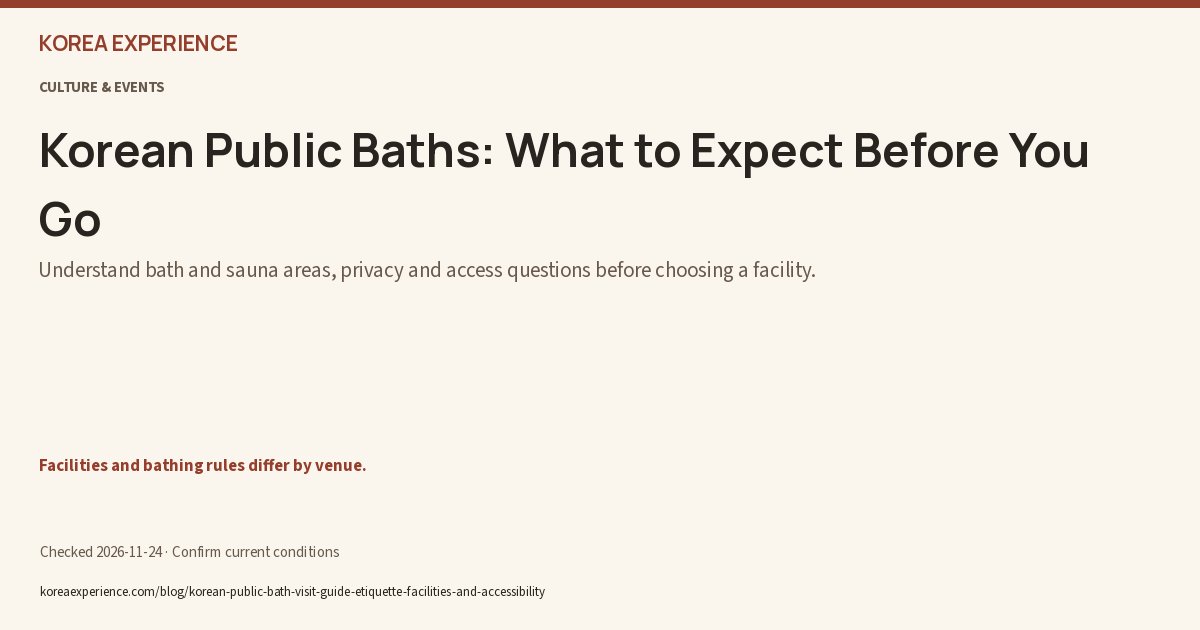 KOREA EXPERIENCE
CULTURE & EVENTS
Korean Public Baths: What to Expect Before You
Go
Understand bath and sauna areas, privacy and access questions before choosing a facility.
Facilities and bathing rules differ by venue.
Checked 2026-11-24 · Confirm current conditions
koreaexperience.com/blog/korean-public-bath-visit-guide-etiquette-facilities-and-accessibility